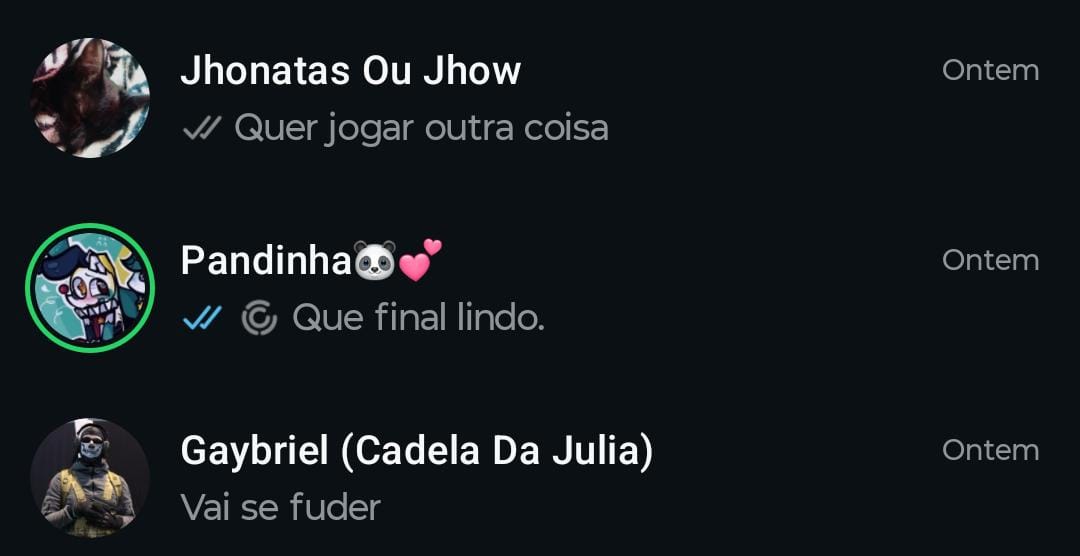 Jhonatas Ou Jhow
Ontem
Quer jogar outra coisa
Pandinha🐼💕
Ontem
Que final lindo.
Gaybriel (Cadela Da Julia)
Ontem
Vai se fuder